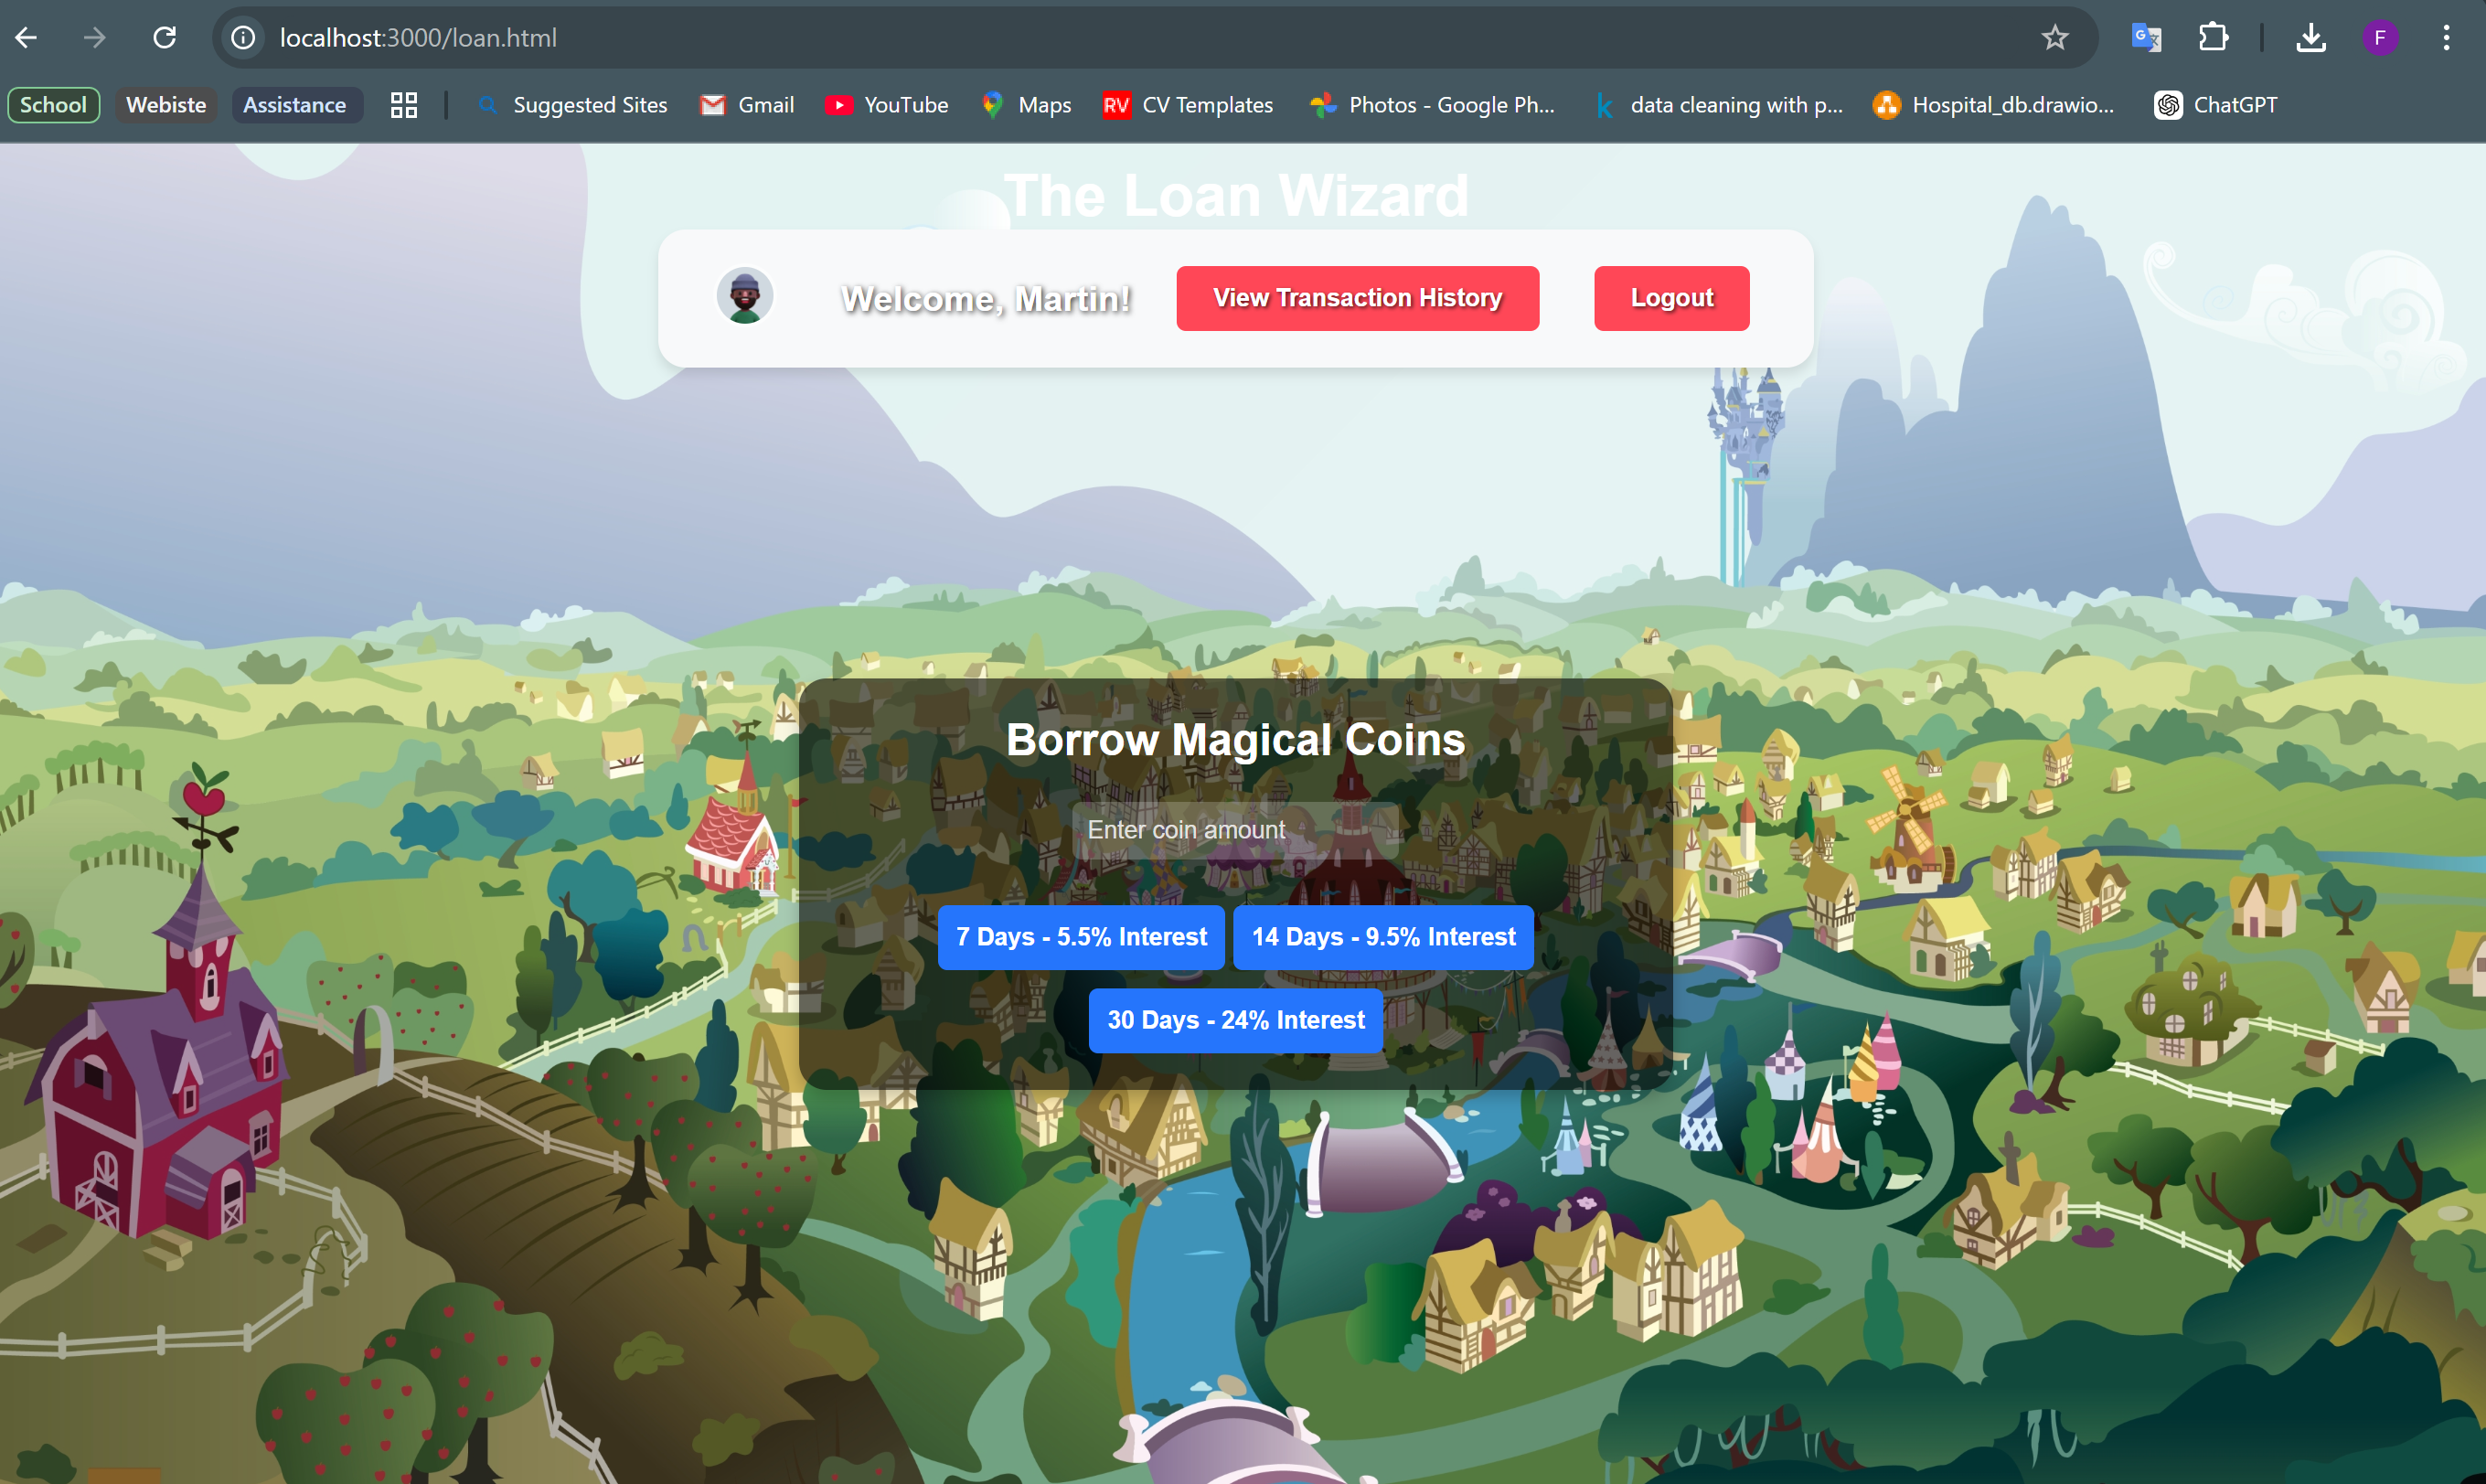 localhost:3000/loan.html
F
School Webiste Assistance Suggested Sites Gmail YouTube Maps RV CV Templates Photos - Google Ph... k data cleaning with p... Hospital_db.drawio... ChatGPT
The Loan Wizard
Welcome, Martin! View Transaction History Logout
Borrow Magical Coins
Enter coin amount
7 Days - 5.5% Interest 14 Days - 9.5% Interest
30 Days - 24% Interest